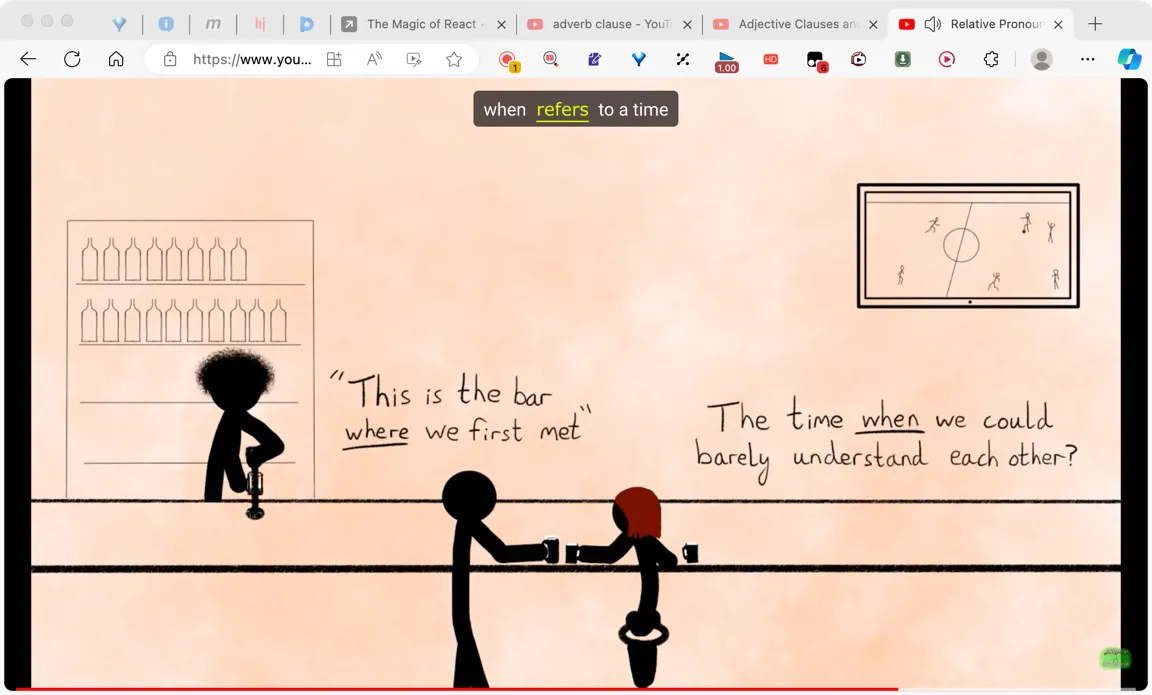 m
hj
The Magic of React -
adverb clause - YouT
Adjective Clauses an
Relative Pronoun
https://www.you...
1
1.00
HD
6
when refers to a time
"This is the bar
where we first met"
The time when we could
barely understand each other?